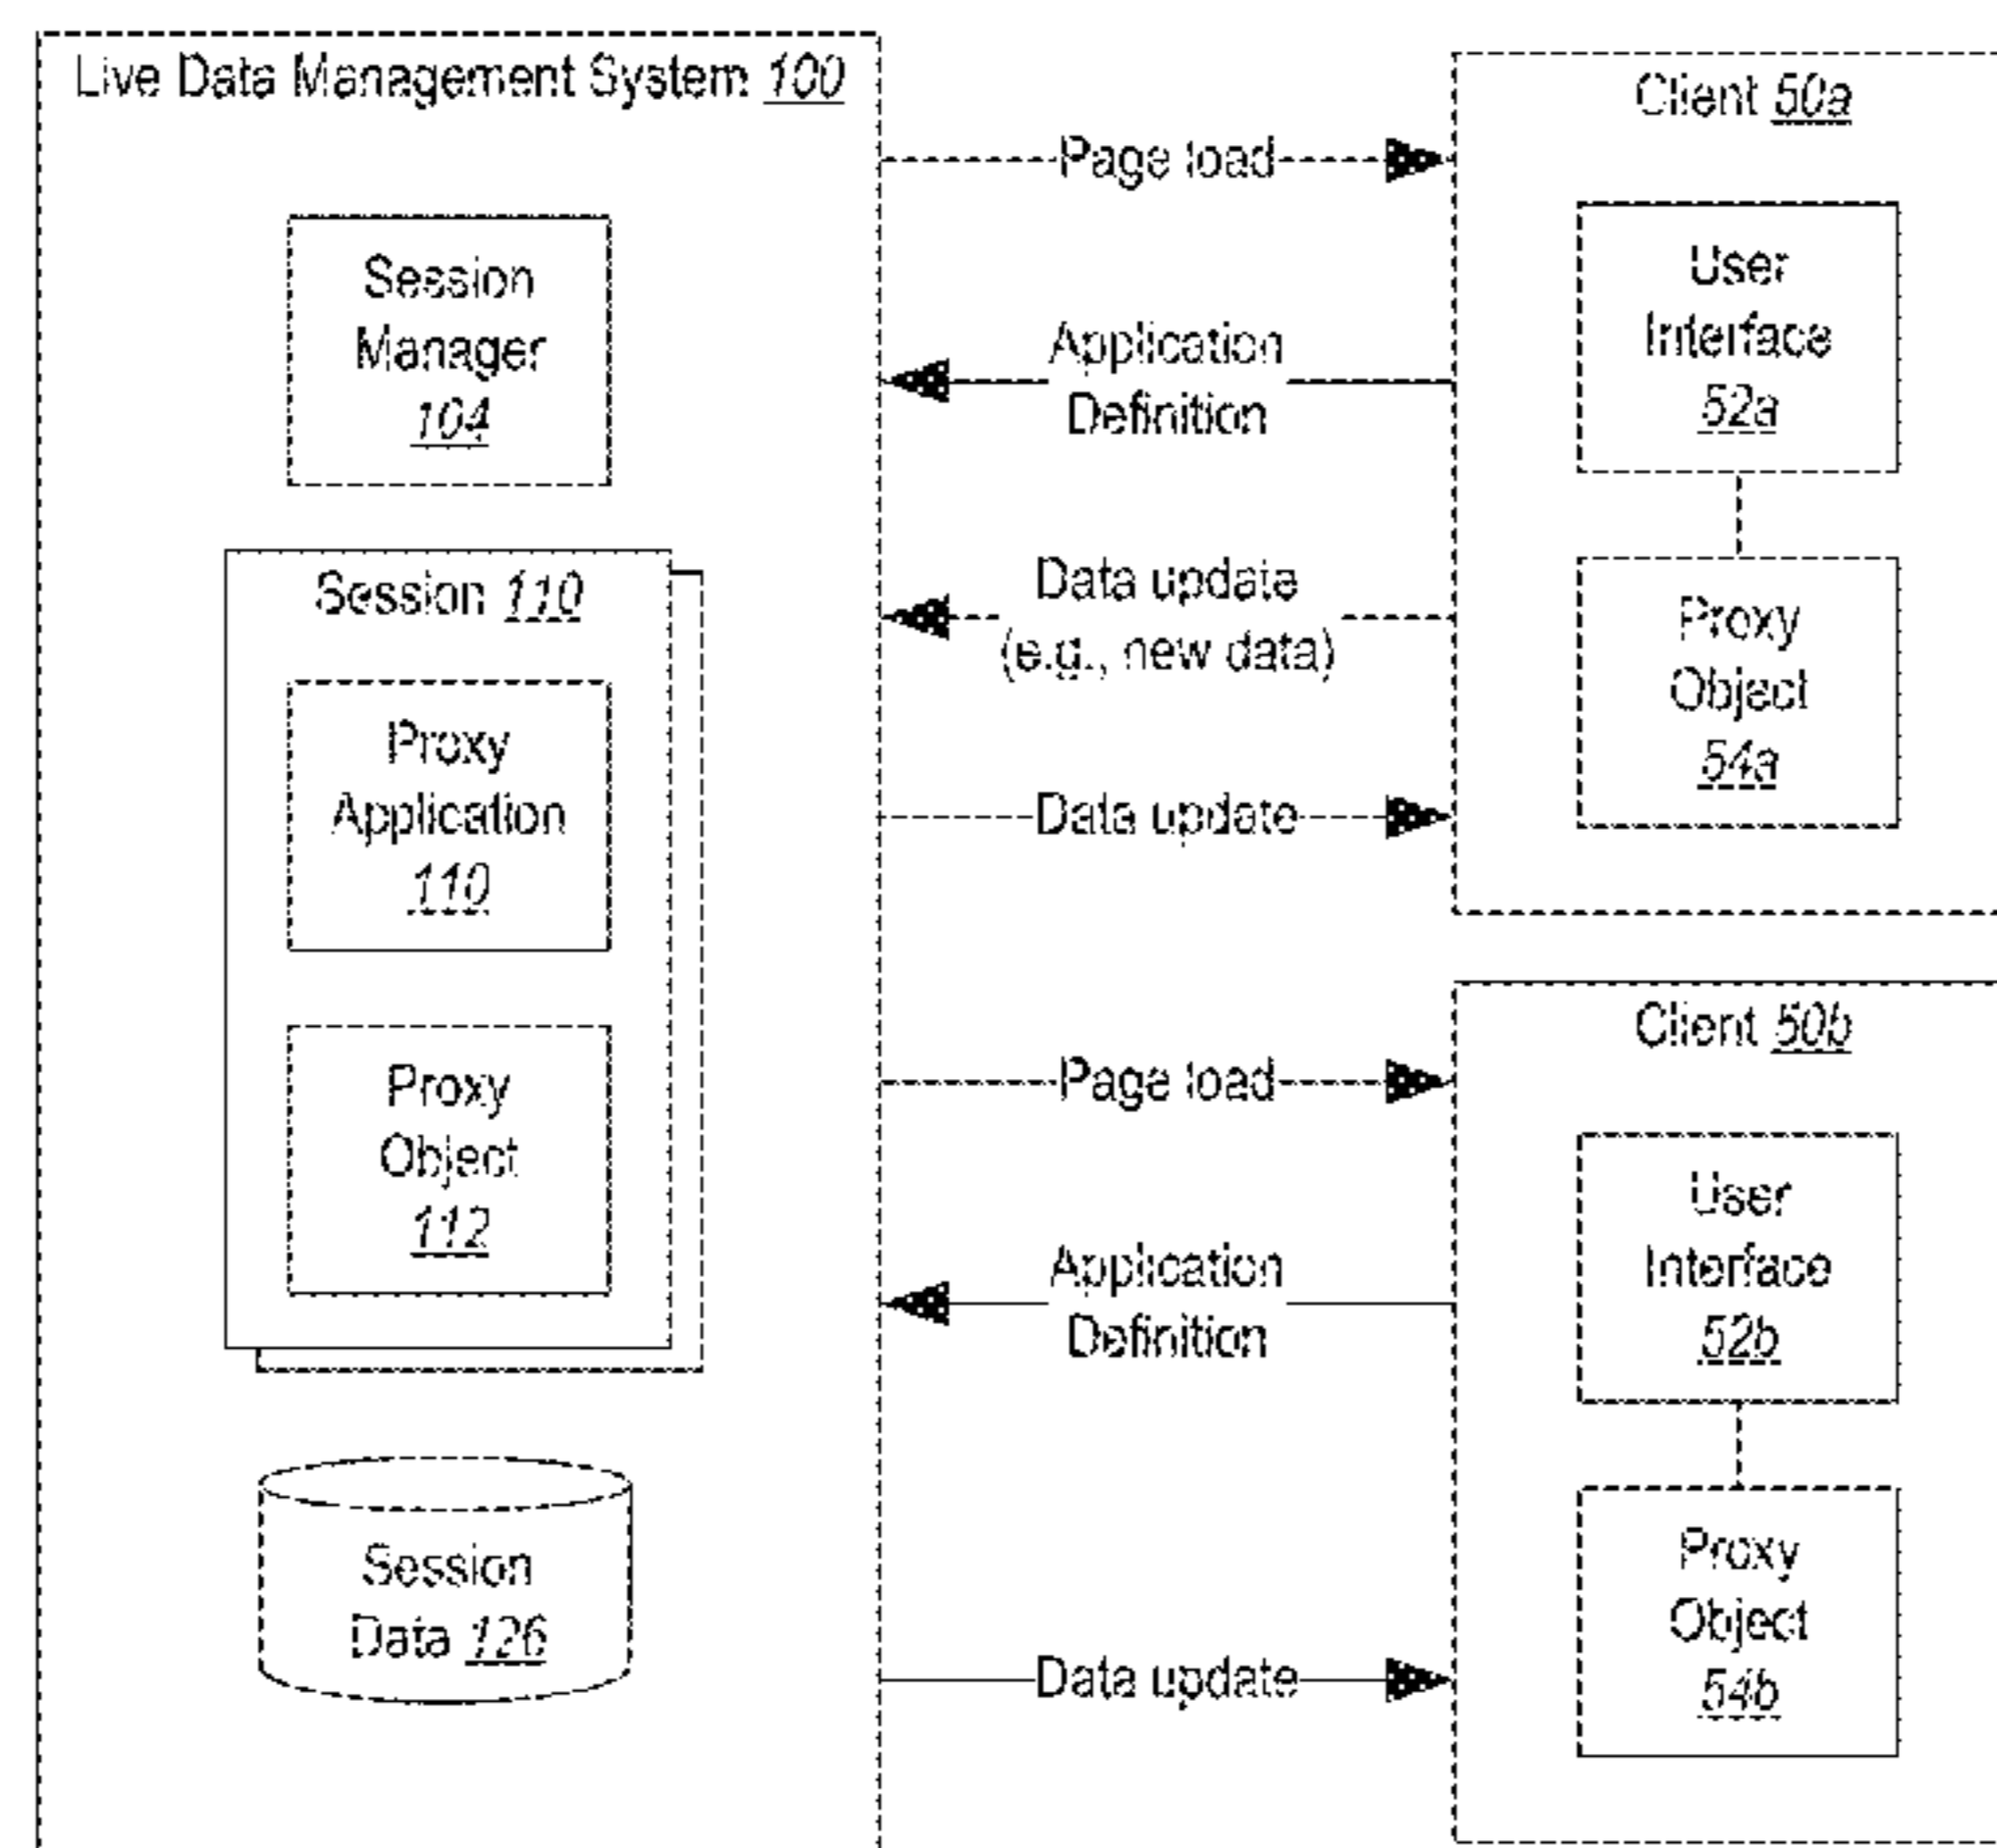 Live Data Management System 100
Session
Manager
104
Session 110
Proxy
Application
110
Proxy
Object
112
Session
Data 126
Page load
Application
Definition
Data update
(e.g., new data)
Data update
Page load
Application
Definition
Data update
Client 50a
User
Interface
52a
Proxy
Object
54a
Client 50b
User
Interface
52b
Proxy
Object
54b